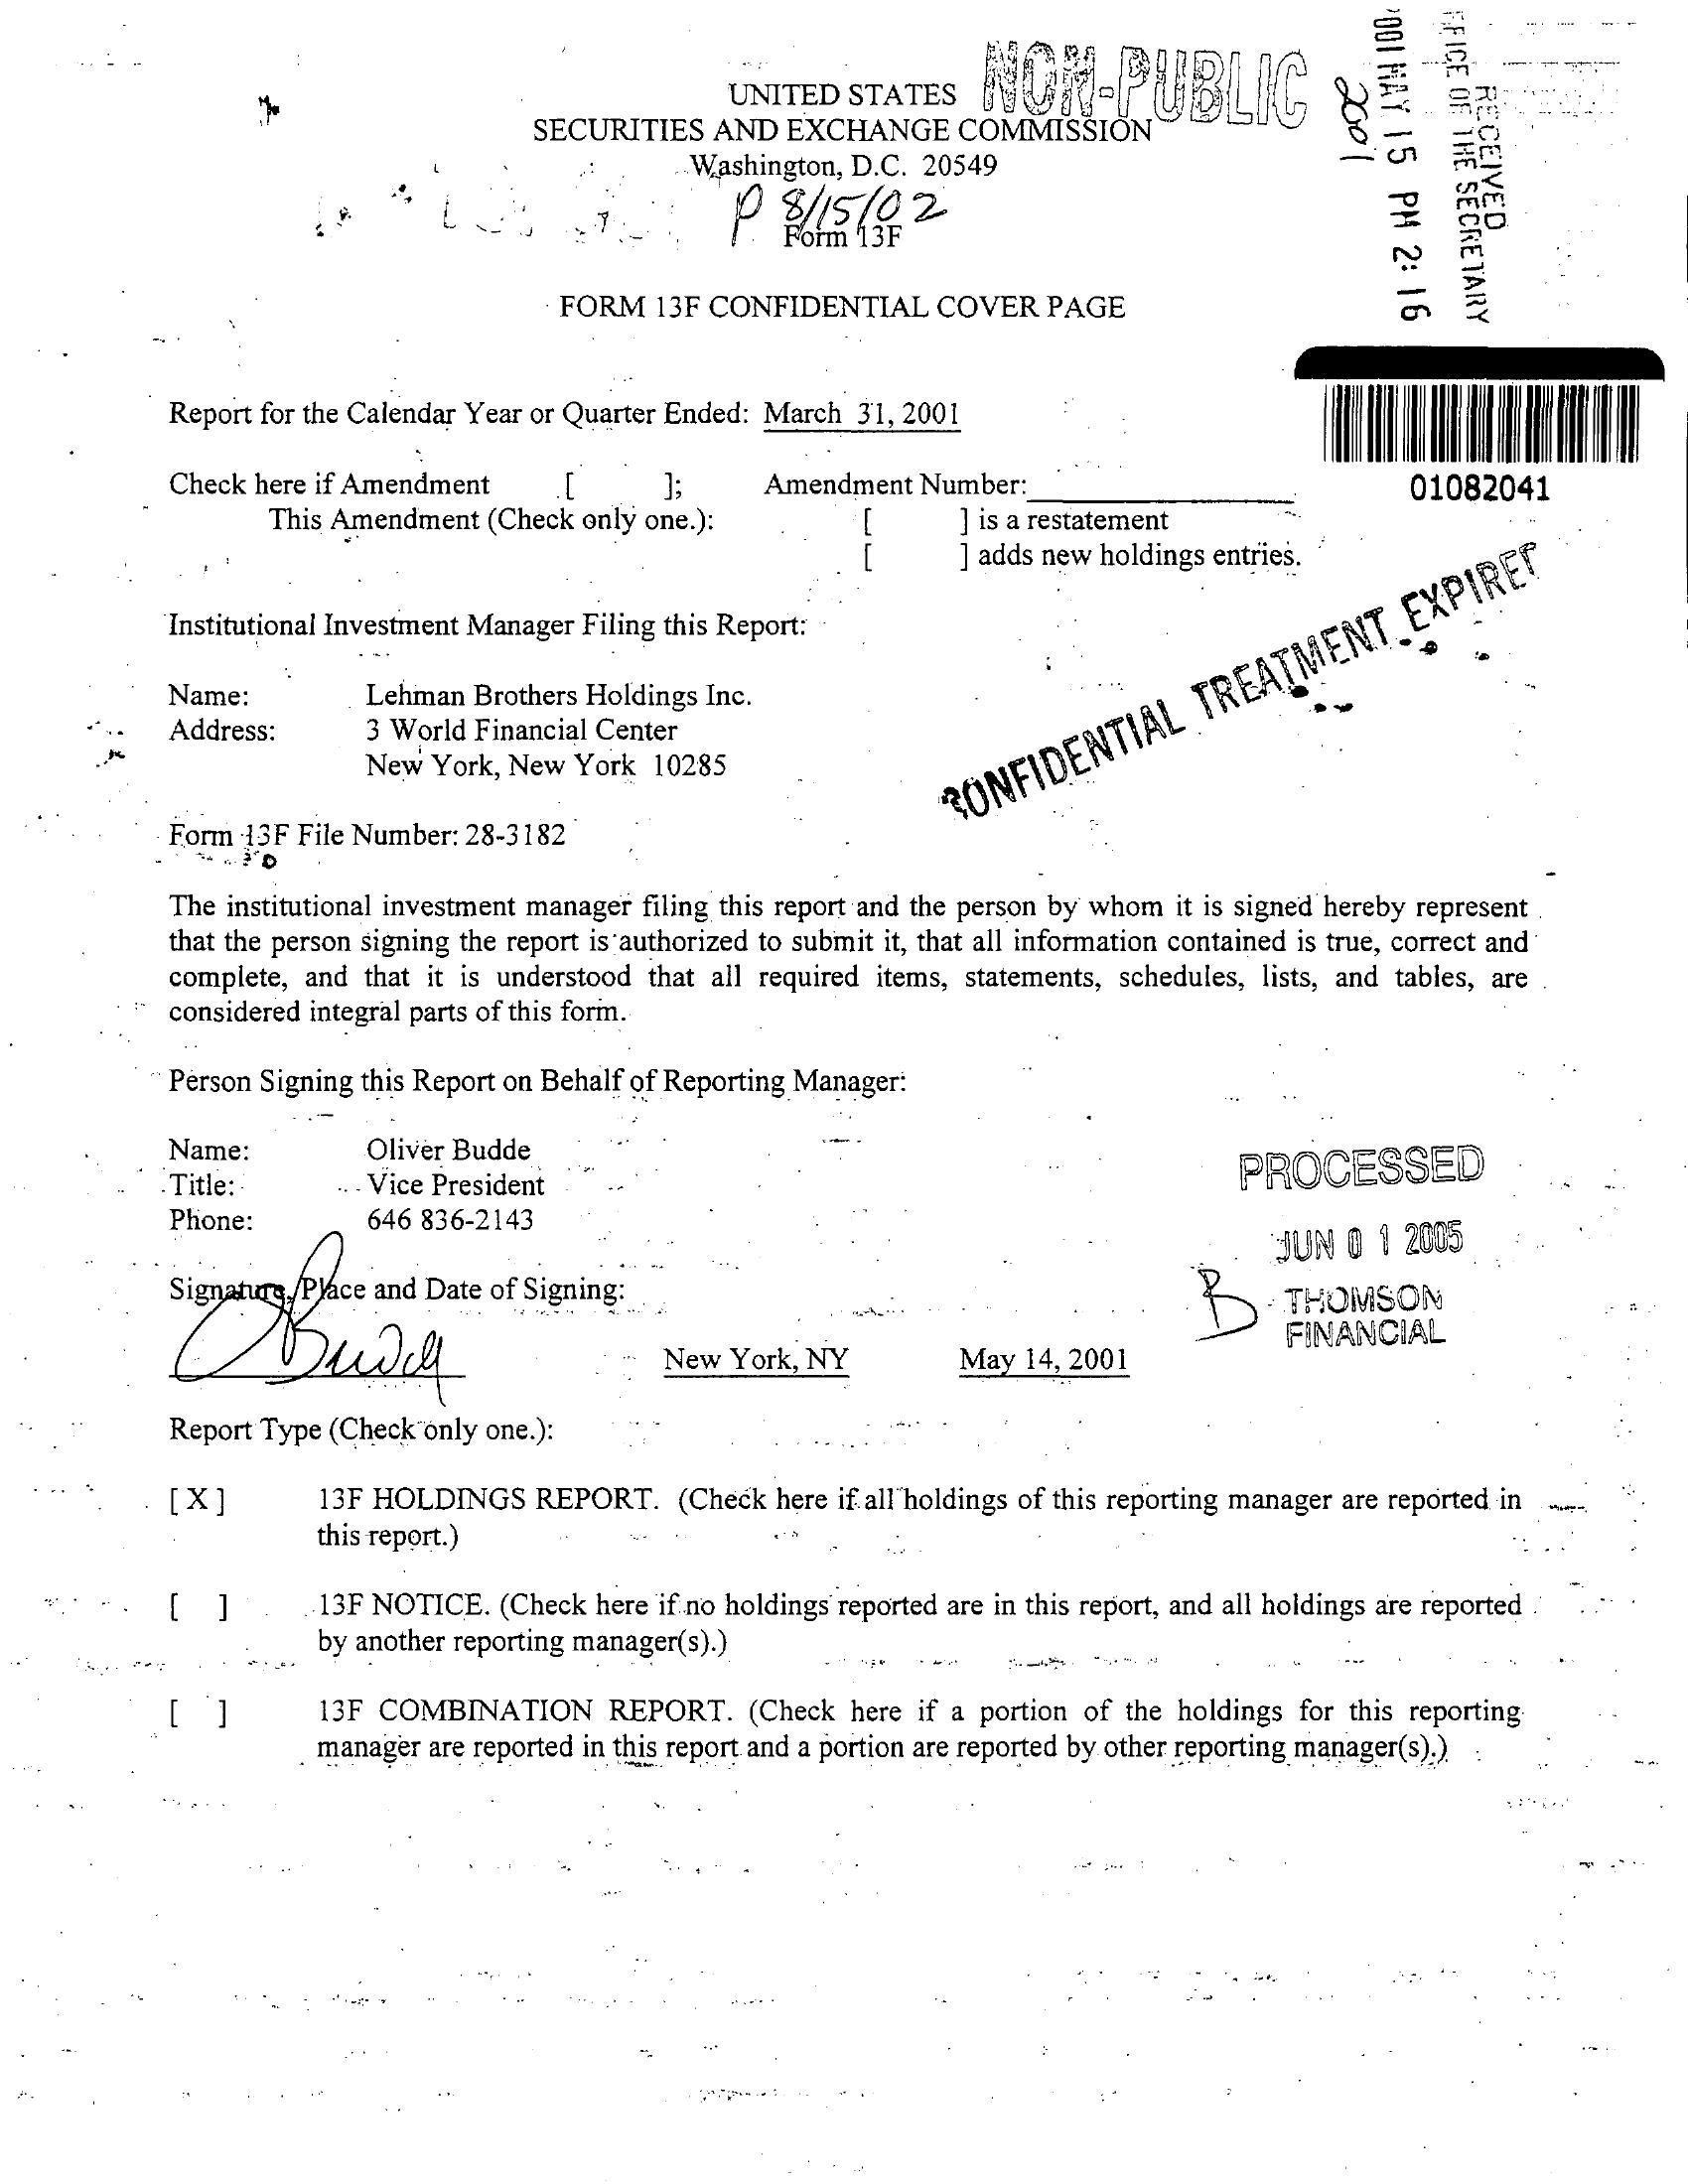 UNITED STATES
NON-PUBLIC
SECURITIES AND EXCHANGE COMMISSION
Washington, D.C. 20549
P 8/15/02
Form 13F
RECEIVED
FFICE OF THE SECRETARY
001 MAY 15 PM 2:16
2001
FORM 13F CONFIDENTIAL COVER PAGE
Report for the Calendar Year or Quarter Ended: March 31, 2001
01082041
Check here if Amendment [ ]; Amendment Number:
This Amendment (Check only one.): [ ] is a restatement
[ ] adds new holdings entries.
CONFIDENTIAL TREATMENT EXPIRED
Institutional Investment Manager Filing this Report:
Name: Lehman Brothers Holdings Inc.
Address: 3 World Financial Center
New York, New York 10285
Form 13F File Number: 28-3182
The institutional investment manager filing this report and the person by whom it is signed hereby represent
that the person signing the report is authorized to submit it, that all information contained is true, correct and
complete, and that it is understood that all required items, statements, schedules, lists, and tables, are
considered integral parts of this form.
Person Signing this Report on Behalf of Reporting Manager:
Name: Oliver Budde
Title: Vice President
Phone: 646 836-2143
PROCESSED
JUN 01 2005
B THOMSON
FINANCIAL
Signature, Place and Date of Signing:
OBudde New York, NY May 14, 2001
Report Type (Check only one.):
[ X ] 13F HOLDINGS REPORT. (Check here if all holdings of this reporting manager are reported in
this report.)
[ ] 13F NOTICE. (Check here if no holdings reported are in this report, and all holdings are reported
by another reporting manager(s).)
[ ] 13F COMBINATION REPORT. (Check here if a portion of the holdings for this reporting
manager are reported in this report and a portion are reported by other reporting manager(s).)